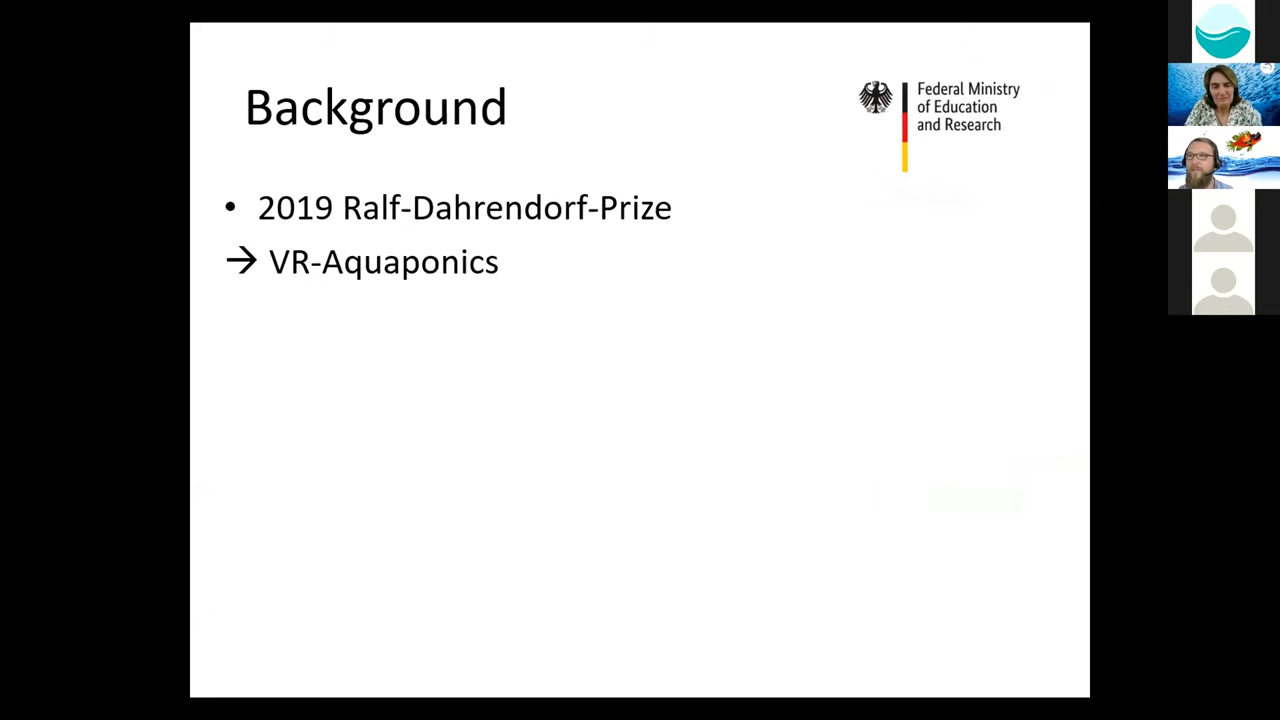 Background
Federal Ministry
of Education
and Research
• 2019 Ralf-Dahrendorf-Prize
→ VR-Aquaponics